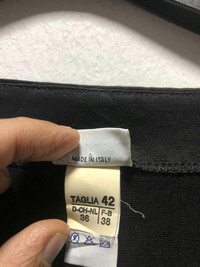 MADE IN ITALY
TAGLIA 42
D-CH-NL F-B
36 38